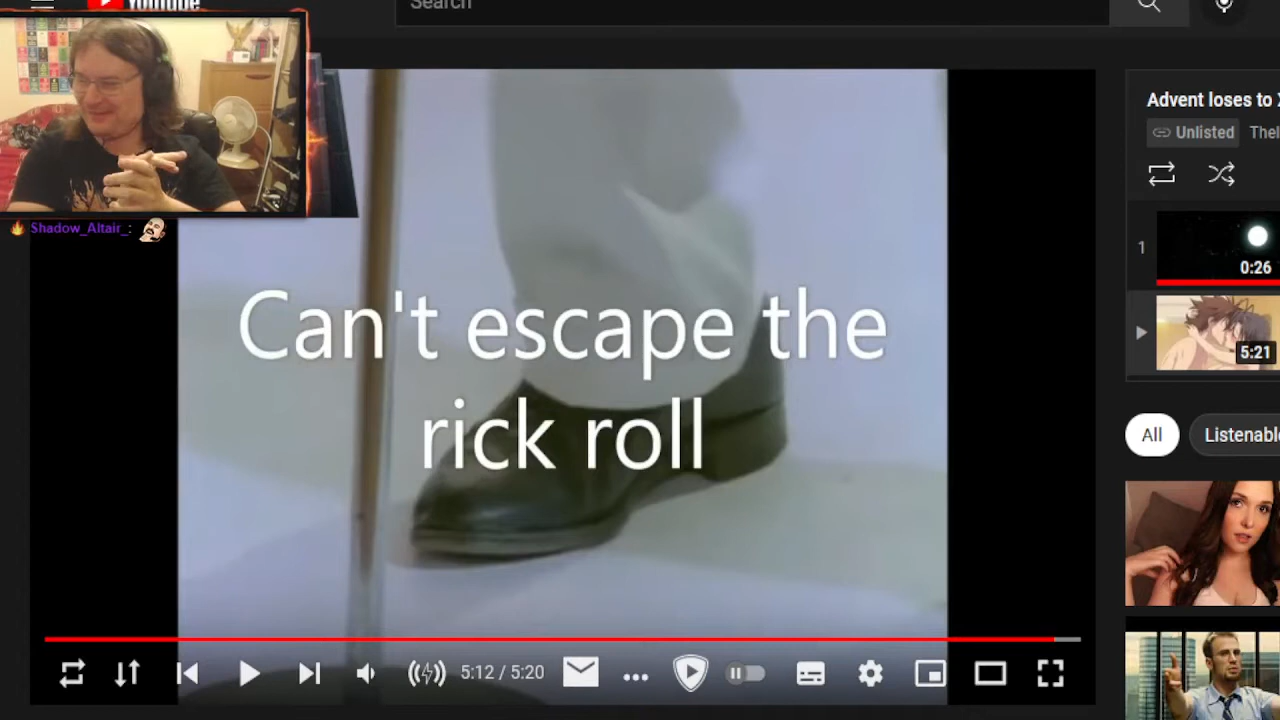 YouTube
Search
Shadow_Altair_:
Can't escape the
rick roll
5:12 / 5:20
Advent loses to
Unlisted
1
0:26
5:21
All